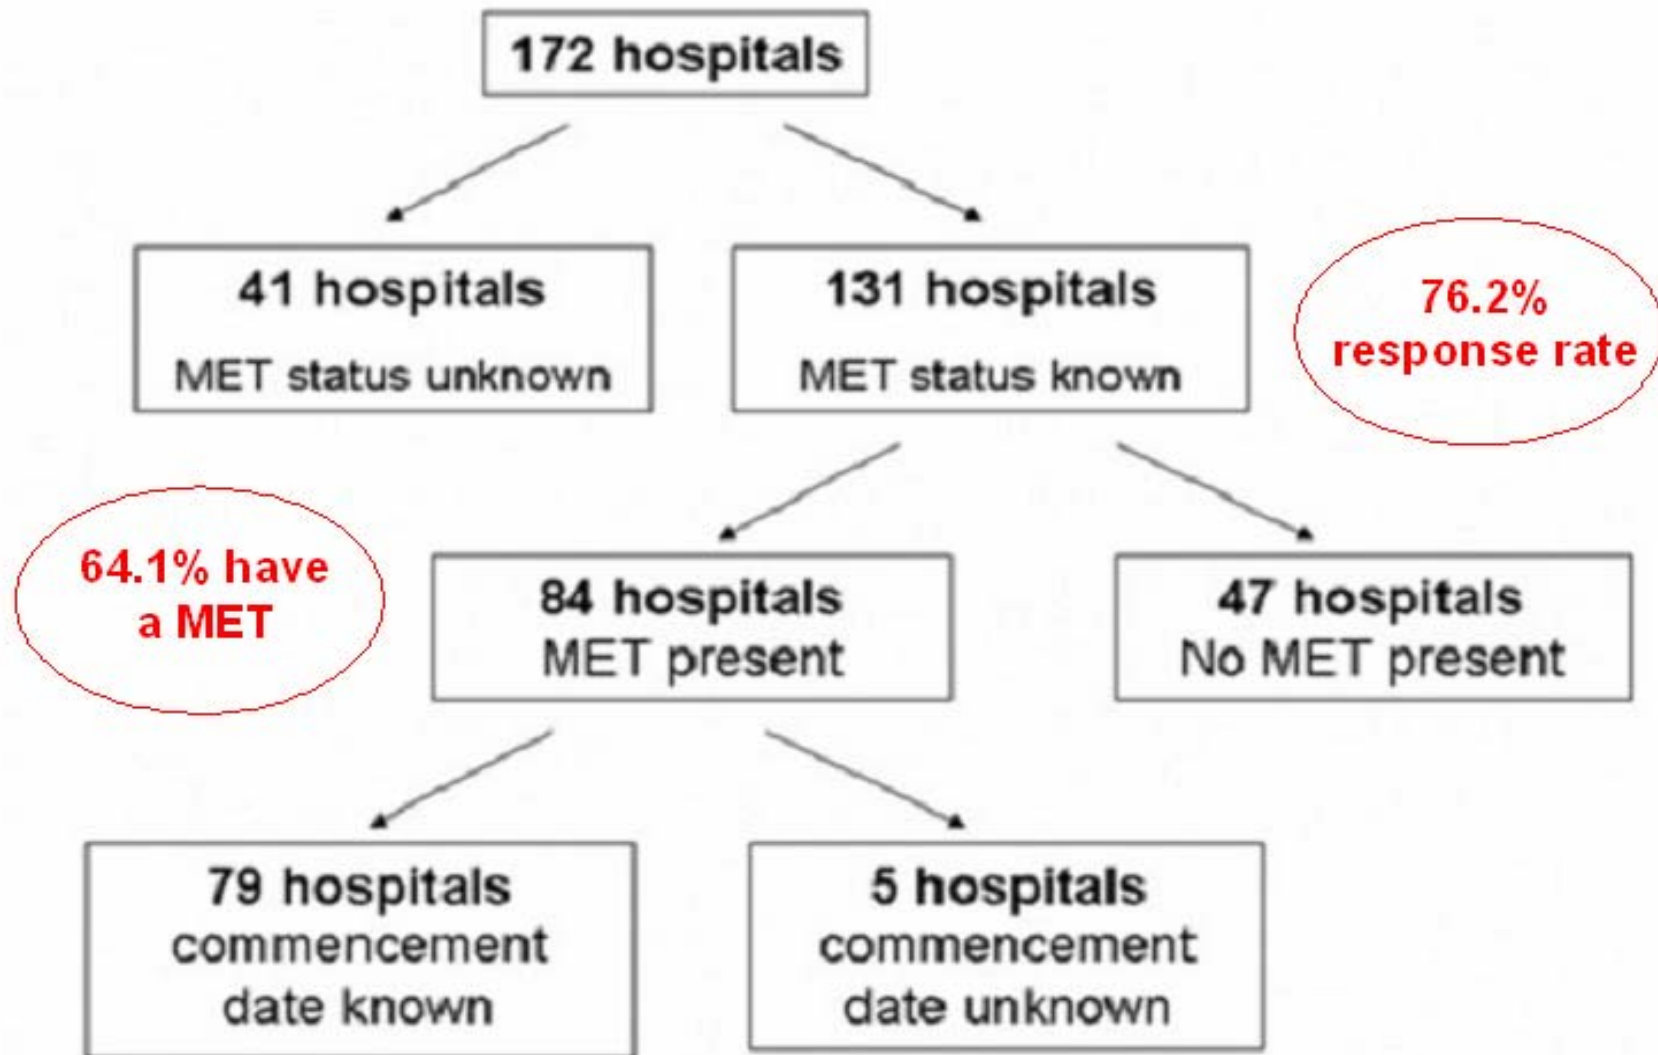 172 hospitals
41 hospitals
MET status unknown
131 hospitals
MET status known
76.2%
response rate
64.1% have
a MET
84 hospitals
MET present
47 hospitals
No MET present
79 hospitals
commencement
date known
5 hospitals
commencement
date unknown